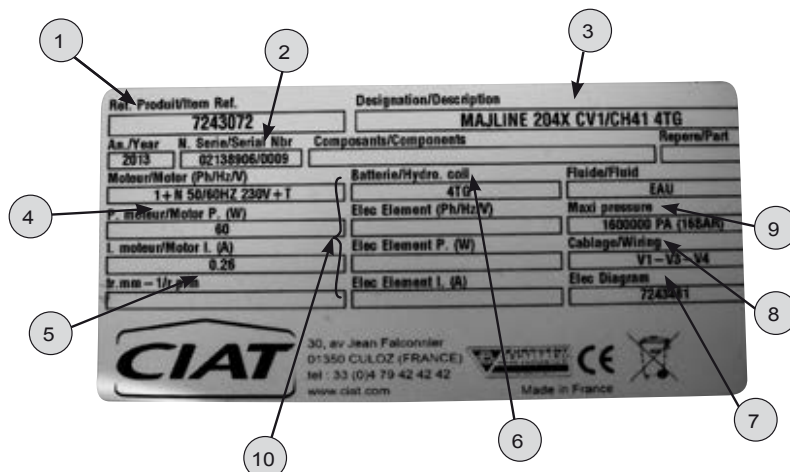 1
2
3
Ref. Produit/Item Ref.
Designation/Description
7243072
MAJLINE 204X CV1/CH41 4TG
An./Year
N. Serie/Serial Nbr
Composants/Components
Repere/Part
2013
02138906/0009
Moteur/Motor (Ph/Hz/V)
Batterie/Hydro. coil
Fluide/Fluid
1+N 50/60HZ 230V+T
4TG
EAU
4
P. moteur/Motor P. (W)
Elec Element (Ph/Hz/V)
Maxi pressure
9
60
1600000 PA (16BAR)
I. moteur/Motor I. (A)
Elec Element P. (W)
Cablage/Wiring
0.26
V1-V3-V4
8
5
tr.mm-1/r
Elec Element I. (A)
Elec Diagram
7243461
CIAT
30, av Jean Falconnier
01350 CULOZ (FRANCE)
tel : 33 (0)4 79 42 42 42
www.ciat.com
CE
Made in France
10
6
7